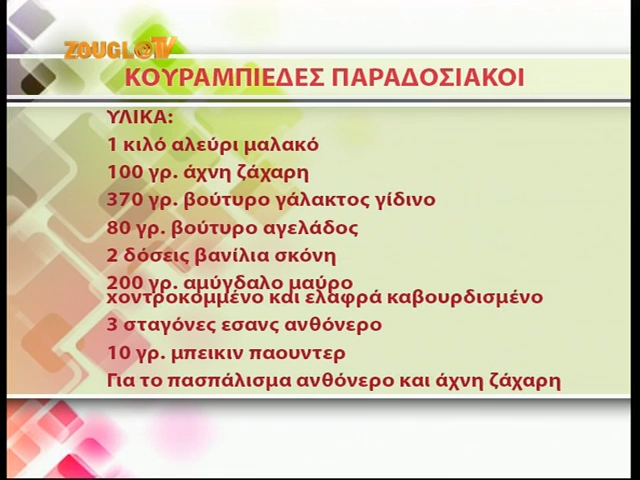 ZOUGL@TV
ΚΟΥΡΑΜΠΙΕΔΕΣ ΠΑΡΑΔΟΣΙΑΚΟΙ
ΥΛΙΚΑ:
1 κιλό αλεύρι μαλακό
100 γρ. άχνη ζάχαρη
370 γρ. βούτυρο γάλακτος γίδινο
80 γρ. βούτυρο αγελάδος
2 δόσεις βανίλια σκόνη
200 γρ. αμύγδαλο μαύρο
χοντροκομμένο και ελαφρά καβουρδισμένο
3 σταγόνες εσανς ανθόνερο
10 γρ. μπεικιν παουντερ
Για το πασπάλισμα ανθόνερο και άχνη ζάχαρη